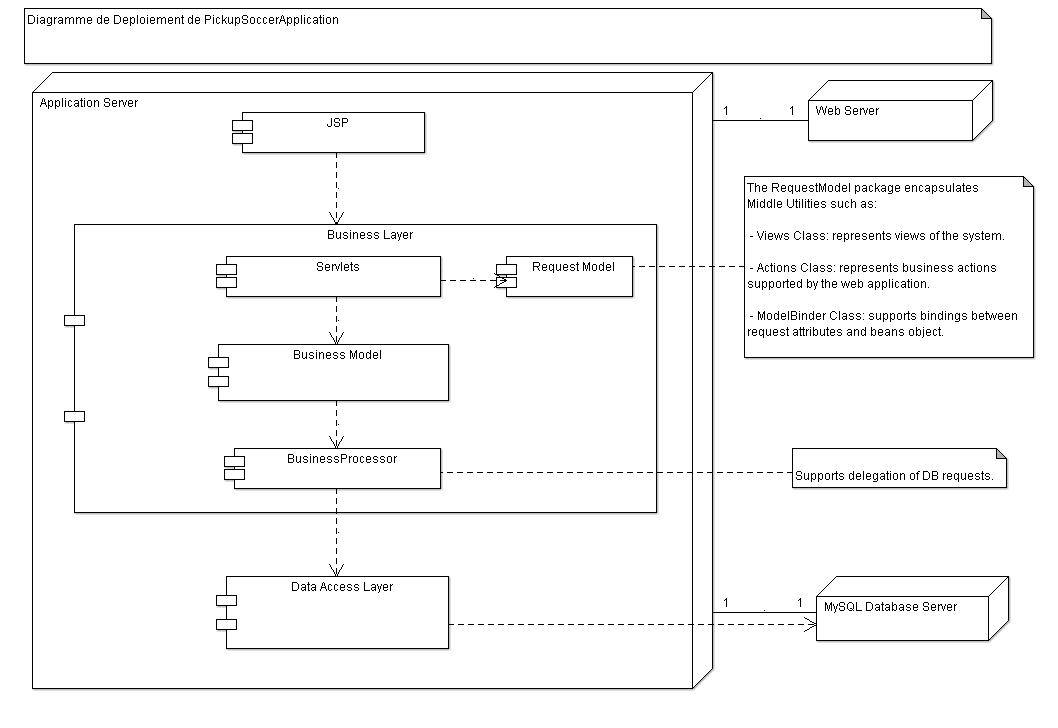 Diagramme de Deploiement de PickupSoccerApplication
Application Server
JSP
1 1
Web Server
The RequestModel package encapsulates
Middle Utilities such as:
- Views Class: represents views of the system.
- Actions Class: represents business actions
supported by the web application.
- ModelBinder Class: supports bindings between
request attributes and beans object.
Business Layer
Servlets
Request Model
Business Model
BusinessProcessor
Supports delegation of DB requests.
Data Access Layer
1 1
MySQL Database Server